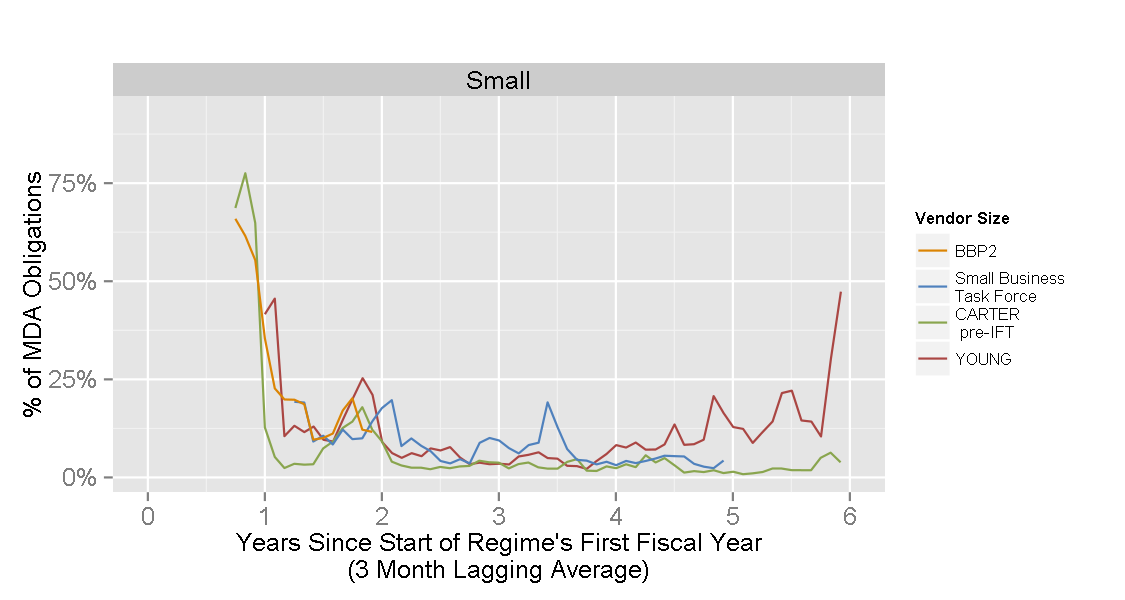 Small
% of MDA Obligations
75%
50%
25%
0%
0 1 2 3 4 5 6
Years Since Start of Regime's First Fiscal Year
(3 Month Lagging Average)
Vendor Size
BBP2
Small Business
Task Force
CARTER
pre-IFT
YOUNG